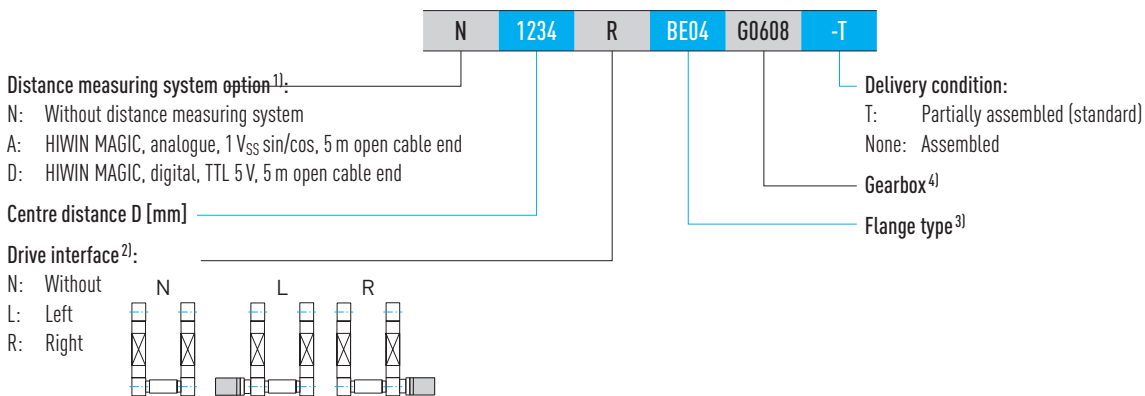 N 1234 R BE04 G0608 -T
Distance measuring system option 1):
N: Without distance measuring system
A: HIWIN MAGIC, analogue, 1 VSS sin/cos, 5 m open cable end
D: HIWIN MAGIC, digital, TTL 5 V, 5 m open cable end
Centre distance D [mm]
Drive interface 2):
N: Without
L: Left
R: Right
N L R
Delivery condition:
T: Partially assembled (standard)
None: Assembled
Gearbox 4)
Flange type 3)